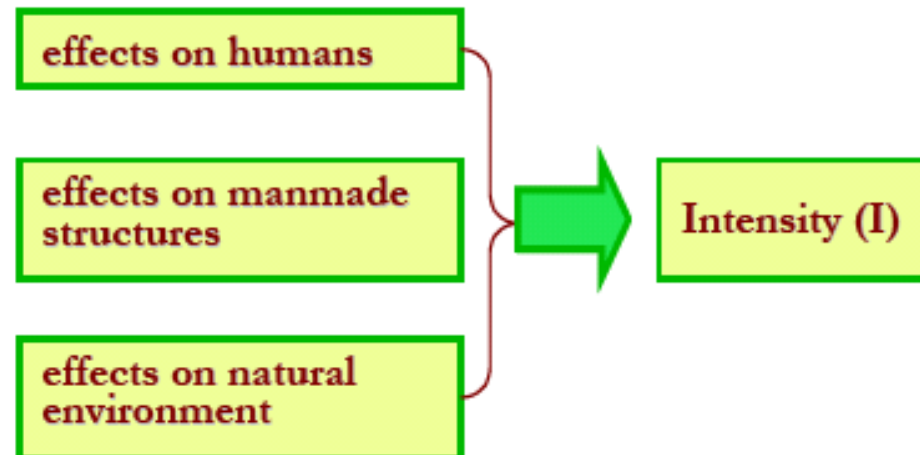 effects on humans
effects on manmade
structures
Intensity (I)
effects on natural
environment